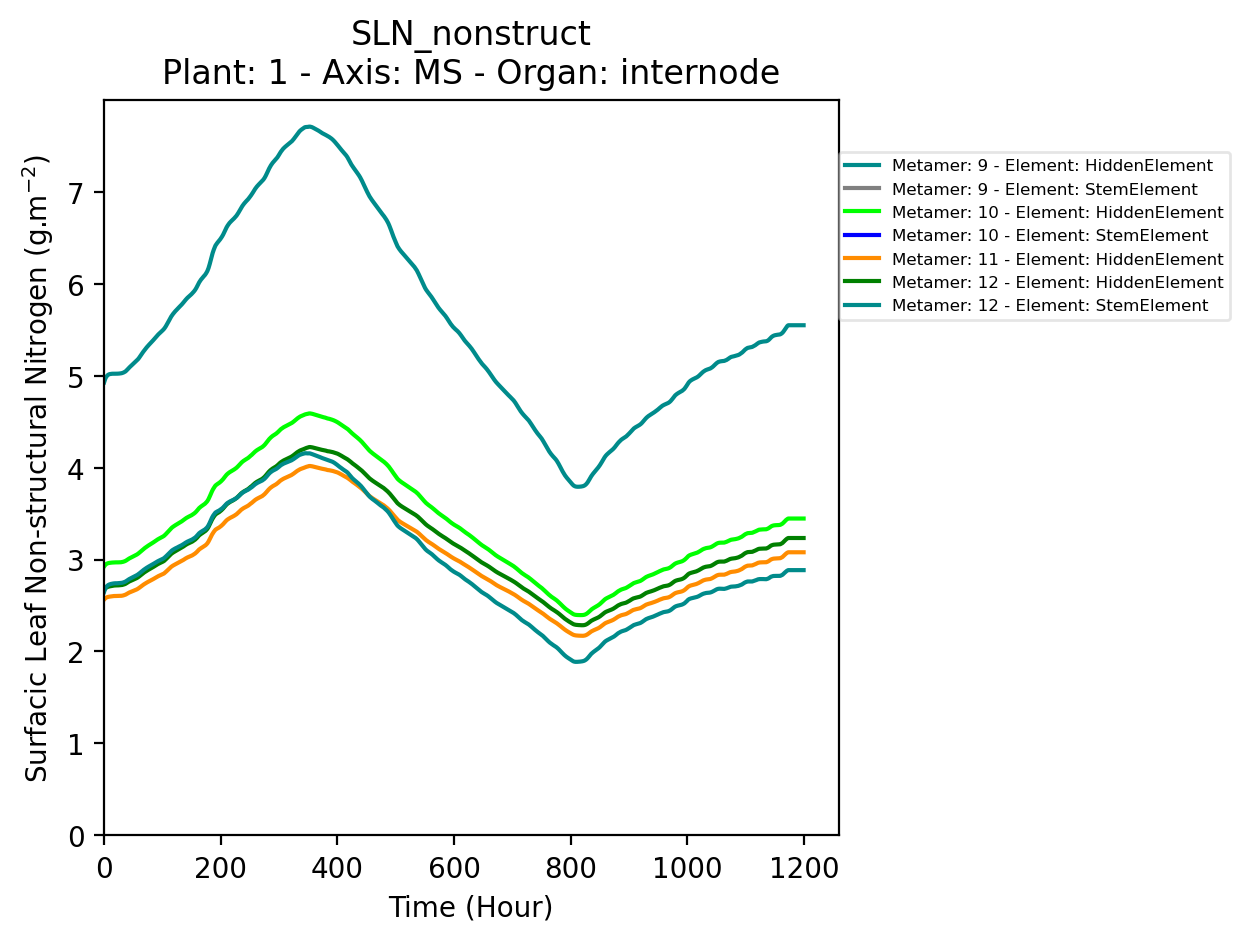 SLN_nonstruct
Plant: 1 - Axis: MS - Organ: internode
Surfacic Leaf Non-structural Nitrogen (g.m⁻²)
7
6
5
4
3
2
1
0
0 200 400 600 800 1000 1200
Time (Hour)
Metamer: 9 - Element: HiddenElement
Metamer: 9 - Element: StemElement
Metamer: 10 - Element: HiddenElement
Metamer: 10 - Element: StemElement
Metamer: 11 - Element: HiddenElement
Metamer: 12 - Element: HiddenElement
Metamer: 12 - Element: StemElement